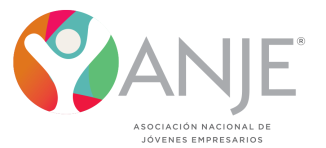 ANJE®
ASOCIACIÓN NACIONAL DE
JÓVENES EMPRESARIOS